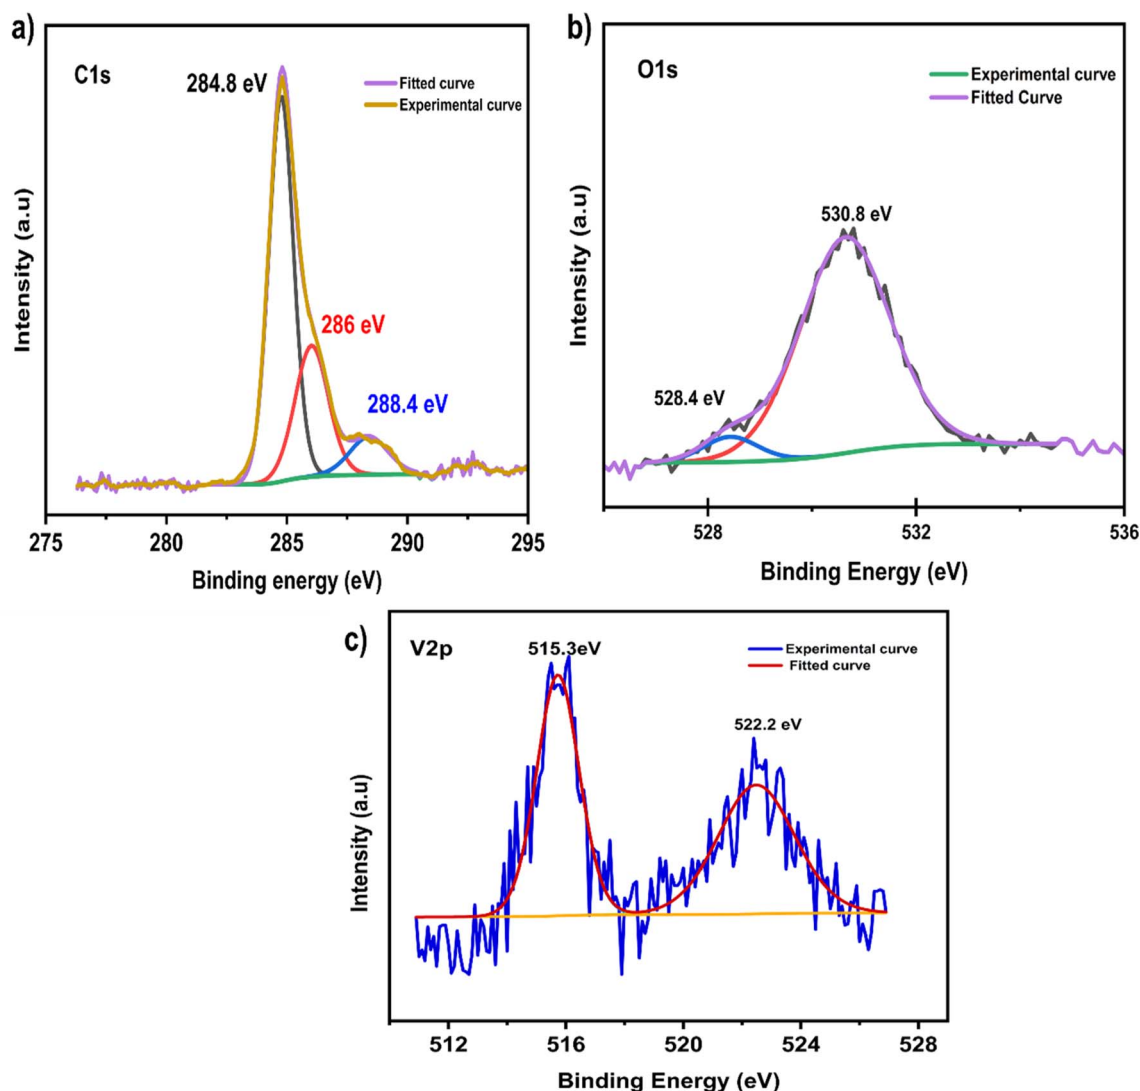 a)
C1s
284.8 eV
Fitted curve
Experimental curve
286 eV
288.4 eV
Intensity (a.u)
275 280 285 290 295
Binding energy (eV)
b)
O1s
Experimental curve
Fitted Curve
530.8 eV
528.4 eV
Intensity (a.u)
528 532 536
Binding Energy (eV)
c)
V2p
515.3eV
Experimental curve
Fitted curve
522.2 eV
Intensity (a.u)
512 516 520 524 528
Binding Energy (eV)